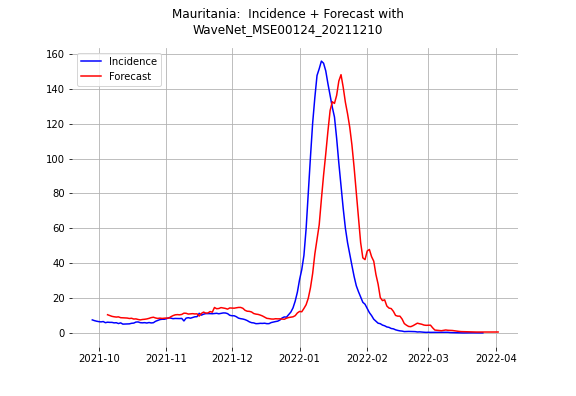 Mauritania:  Incidence + Forecast with
WaveNet_MSE00124_20211210
160
140
120
100
80
60
40
20
0
Incidence
Forecast
2021-10 2021-11 2021-12 2022-01 2022-02 2022-03 2022-04